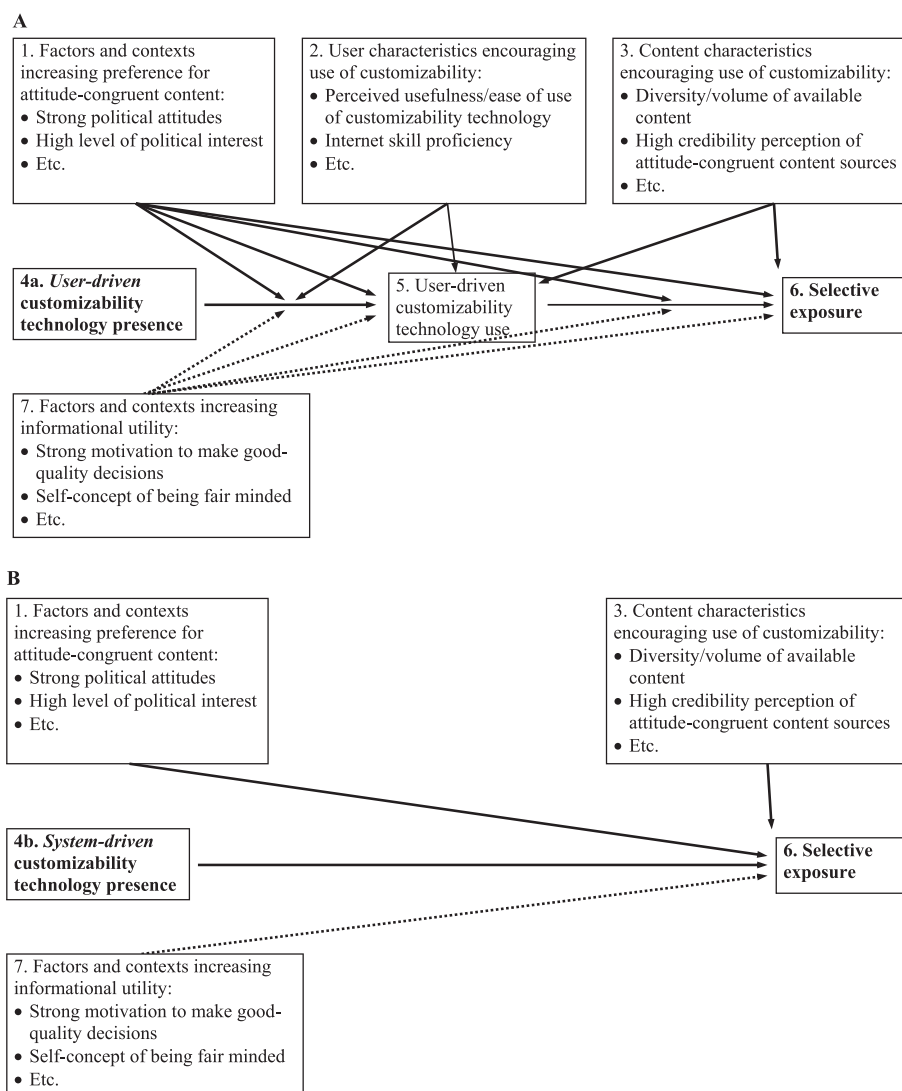 A
1. Factors and contexts
increasing preference for
attitude-congruent content:
• Strong political attitudes
• High level of political interest
• Etc.
2. User characteristics encouraging
use of customizability:
• Perceived usefulness/ease of use
of customizability technology
• Internet skill proficiency
• Etc.
3. Content characteristics
encouraging use of customizability:
• Diversity/volume of available
content
• High credibility perception of
attitude-congruent content sources
• Etc.
4a. User-driven
customizability
technology presence
5. User-driven
customizability
technology use
6. Selective
exposure
7. Factors and contexts increasing
informational utility:
• Strong motivation to make good-
quality decisions
• Self-concept of being fair minded
• Etc.
B
1. Factors and contexts
increasing preference for
attitude-congruent content:
• Strong political attitudes
• High level of political interest
• Etc.
3. Content characteristics
encouraging use of customizability:
• Diversity/volume of available
content
• High credibility perception of
attitude-congruent content sources
• Etc.
4b. System-driven
customizability
technology presence
6. Selective
exposure
7. Factors and contexts increasing
informational utility:
• Strong motivation to make good-
quality decisions
• Self-concept of being fair minded
• Etc.